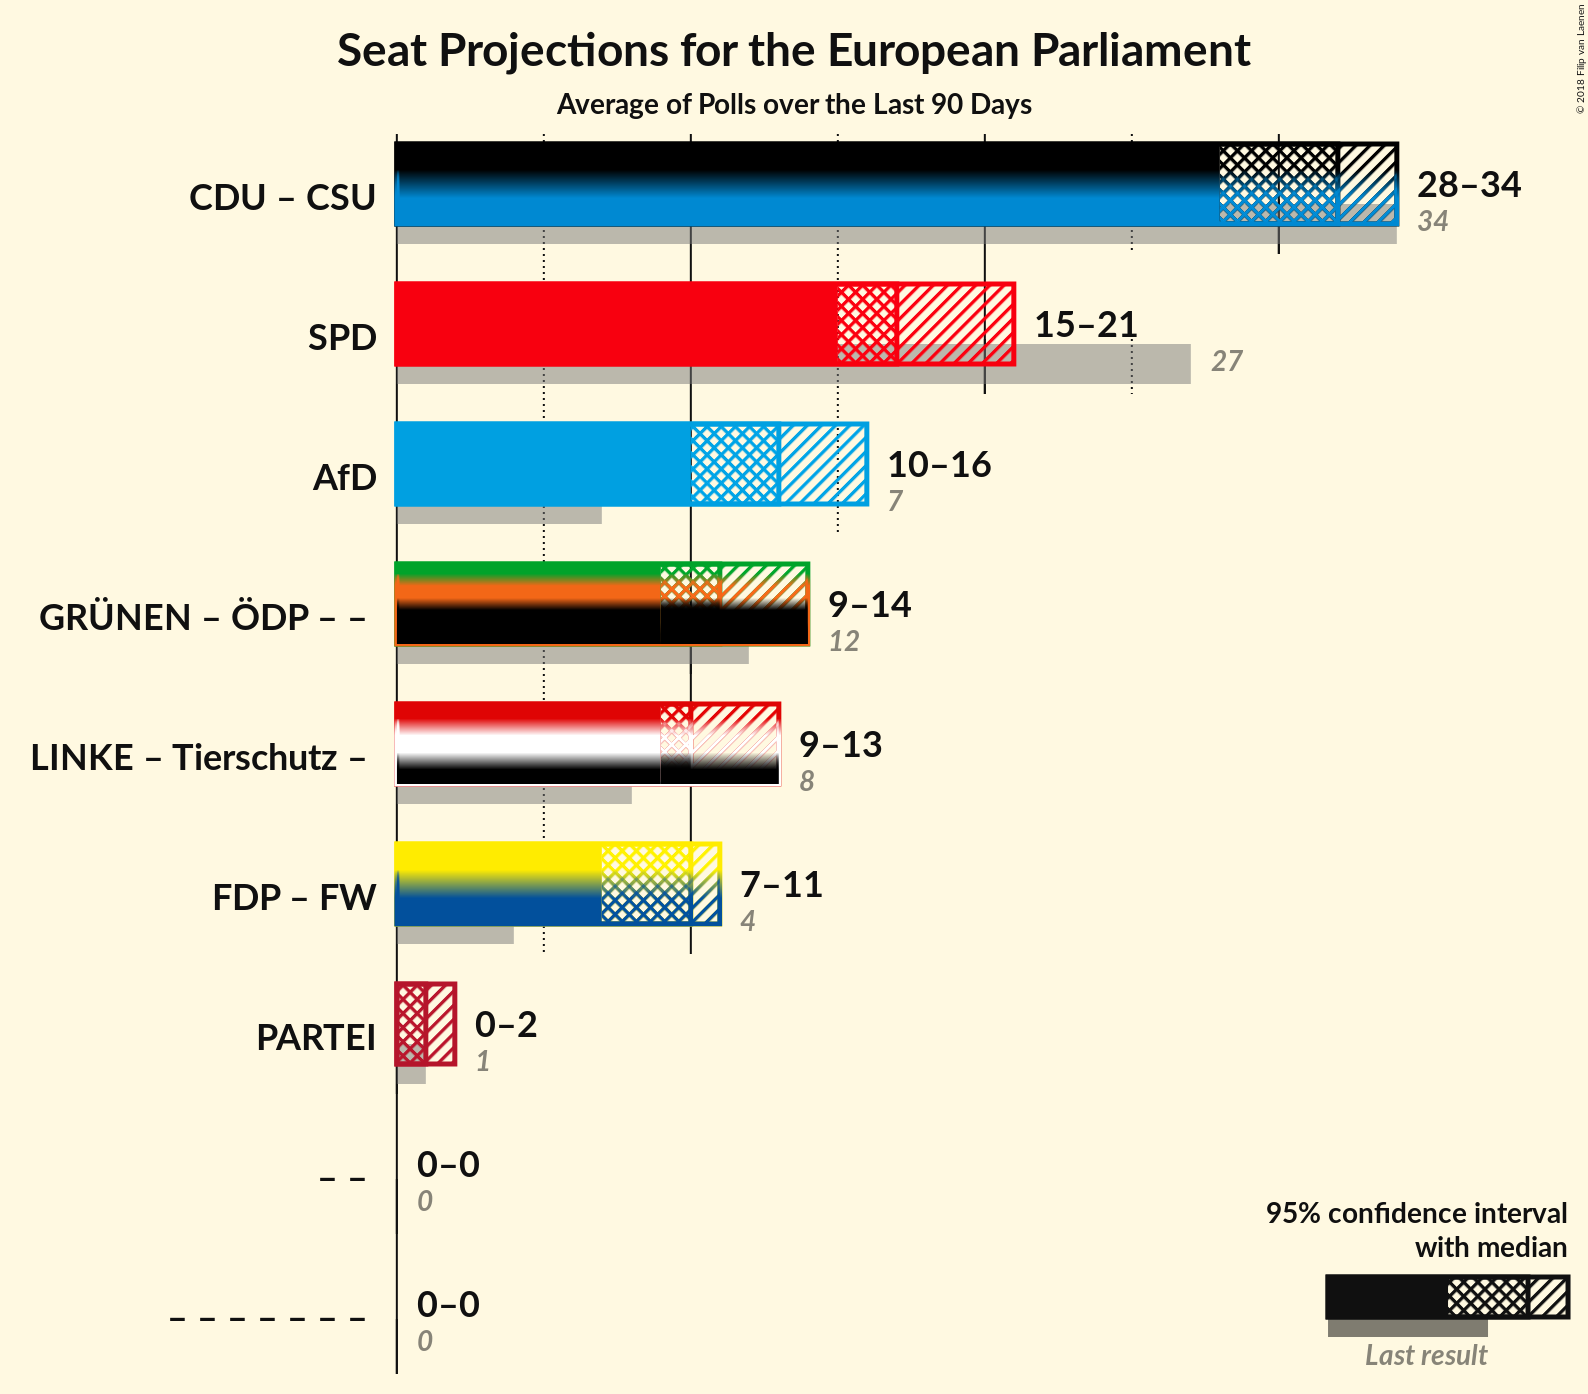 Seat Projections for the European Parliament
Average of Polls over the Last 90 Days
© 2018 Filip van Laenen
CDU – CSU
28–34
34
SPD
15–21
27
AfD
10–16
7
GRÜNEN – ÖDP – –
9–14
12
LINKE – Tierschutz –
9–13
8
FDP – FW
7–11
4
PARTEI
0–2
1
– –
0–0
0
– – – – – – –
0–0
0
95% confidence interval
with median
Last result